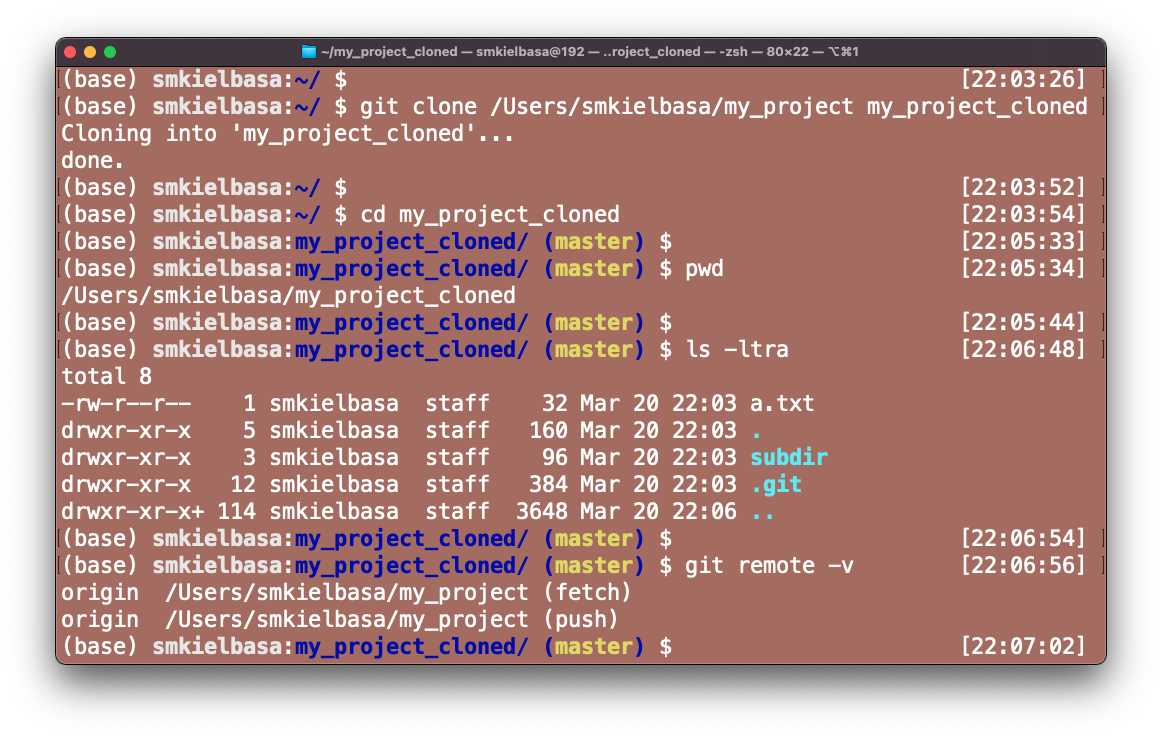 ~/my_project_cloned — smkielbasa@192 — ..roject_cloned — -zsh — 80×22 — ⌥⌘1
(base) smkielbasa:~/ $ [22:03:26]
(base) smkielbasa:~/ $ git clone /Users/smkielbasa/my_project my_project_cloned
Cloning into 'my_project_cloned'...
done.
(base) smkielbasa:~/ $ [22:03:52]
(base) smkielbasa:~/ $ cd my_project_cloned [22:03:54]
(base) smkielbasa:my_project_cloned/ (master) $ [22:05:33]
(base) smkielbasa:my_project_cloned/ (master) $ pwd [22:05:34]
/Users/smkielbasa/my_project_cloned
(base) smkielbasa:my_project_cloned/ (master) $ [22:05:44]
(base) smkielbasa:my_project_cloned/ (master) $ ls -ltra [22:06:48]
total 8
-rw-r--r-- 1 smkielbasa staff 32 Mar 20 22:03 a.txt
drwxr-xr-x 5 smkielbasa staff 160 Mar 20 22:03 .
drwxr-xr-x 3 smkielbasa staff 96 Mar 20 22:03 subdir
drwxr-xr-x 12 smkielbasa staff 384 Mar 20 22:03 .git
drwxr-xr-x+ 114 smkielbasa staff 3648 Mar 20 22:06 ..
(base) smkielbasa:my_project_cloned/ (master) $ [22:06:54]
(base) smkielbasa:my_project_cloned/ (master) $ git remote -v [22:06:56]
origin /Users/smkielbasa/my_project (fetch)
origin /Users/smkielbasa/my_project (push)
(base) smkielbasa:my_project_cloned/ (master) $ [22:07:02]